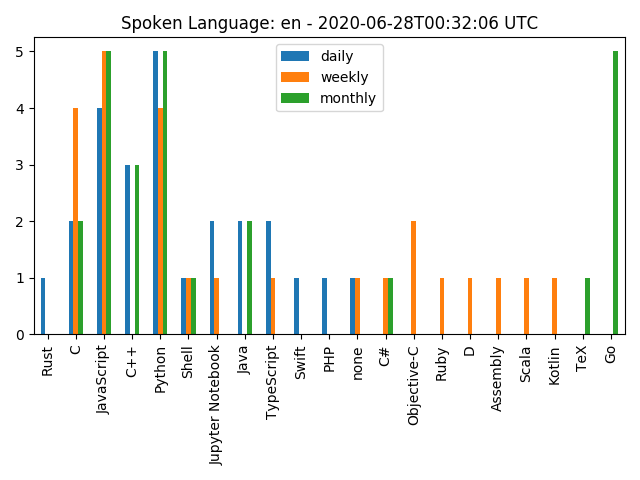 Spoken Language: en - 2020-06-28T00:32:06 UTC
daily
weekly
monthly
5
4
3
2
1
0
Rust
C
JavaScript
C++
Python
Shell
Jupyter Notebook
Java
TypeScript
Swift
PHP
none
C#
Objective-C
Ruby
D
Assembly
Scala
Kotlin
TeX
Go